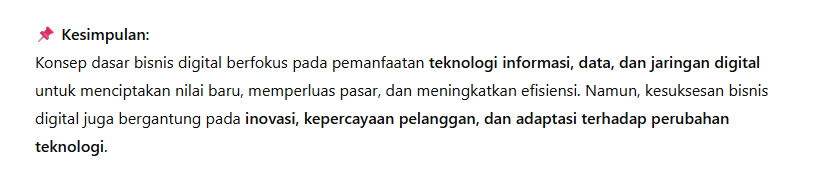 📌 Kesimpulan:
Konsep dasar bisnis digital berfokus pada pemanfaatan teknologi informasi, data, dan jaringan digital
untuk menciptakan nilai baru, memperluas pasar, dan meningkatkan efisiensi. Namun, kesuksesan bisnis
digital juga bergantung pada inovasi, kepercayaan pelanggan, dan adaptasi terhadap perubahan
teknologi.